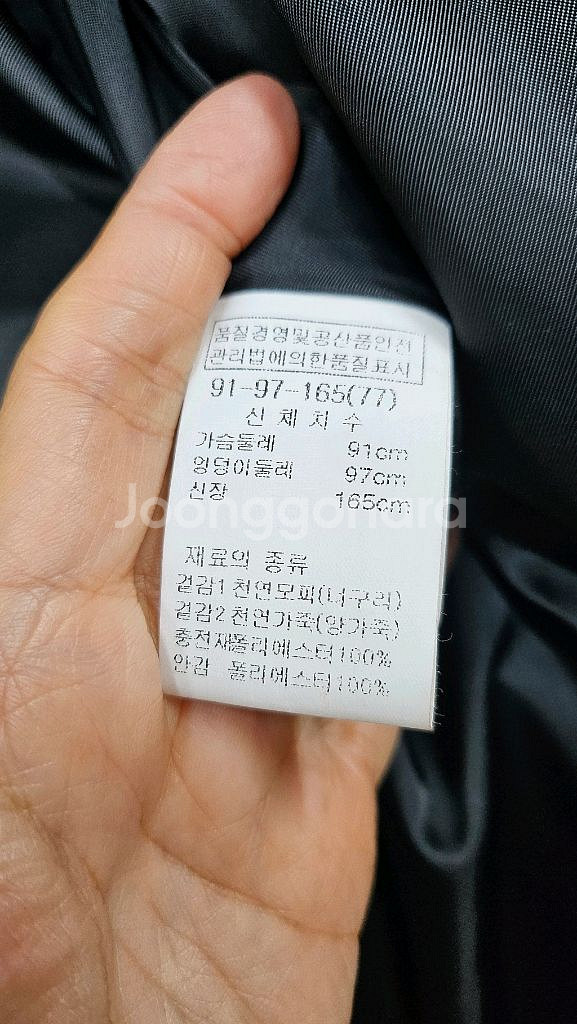 품질경영및공산품안전
관리법에의한품질표시
91-97-165(77)
신 체 치 수
가슴둘레 91cm
엉덩이둘레 97cm
신장 165cm
Joonggonara
재료의 종류
겉감1 천연모피(너구리)
겉감2 천연가죽(양가죽)
충전재폴리에스터100%
안감 폴리에스터100%